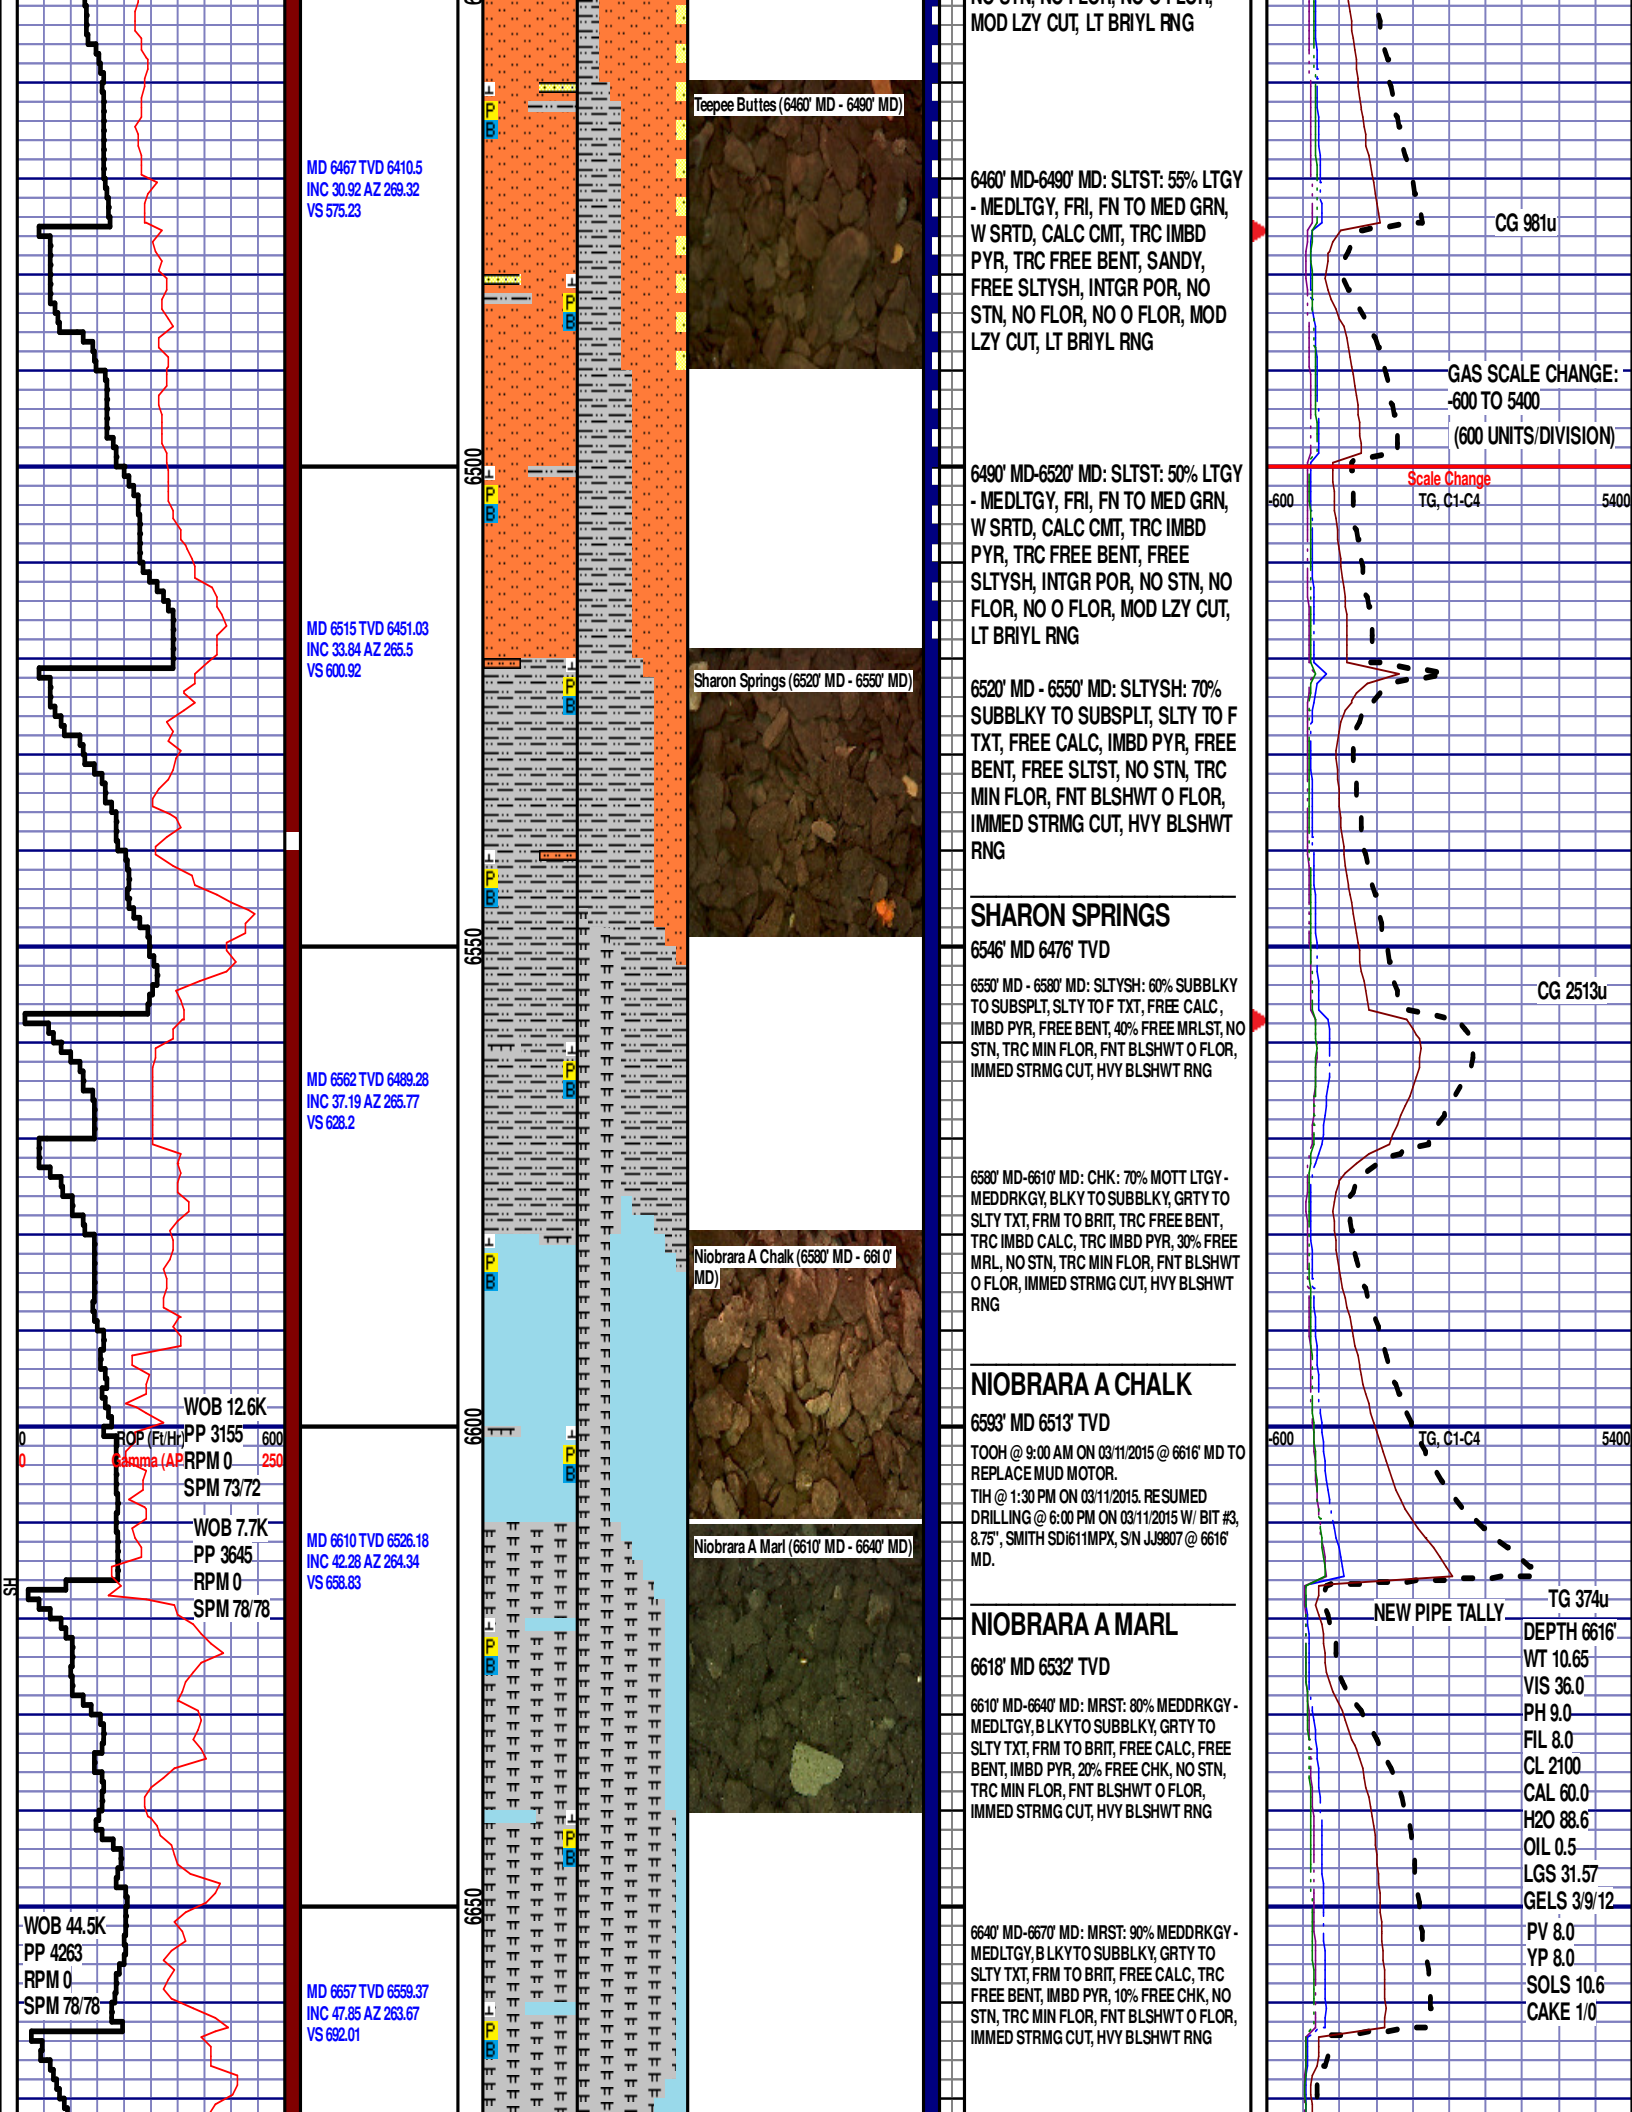 MOD LZY CUT, LT BRIYL RNG
Teepee Buttes (6460' MD - 6490' MD)
MD 6467 TVD 6410.5
INC 30.92 AZ 269.32
VS 575.23
6460' MD-6490' MD: SLTST: 55% LTGY
- MEDLTGY, FRI, FN TO MED GRN,
W SRTD, CALC CMT, TRC IMBD
PYR, TRC FREE BENT, SANDY,
FREE SLTYSH, INTGR POR, NO
STN, NO FLOR, NO O FLOR, MOD
LZY CUT, LT BRIYL RNG
CG 981u
GAS SCALE CHANGE:
-600 TO 5400
(600 UNITS/DIVISION)
Scale Change
-600 TG, C1-C4 5400
6500
6490' MD-6520' MD: SLTST: 50% LTGY
- MEDLTGY, FRI, FN TO MED GRN,
W SRTD, CALC CMT, TRC IMBD
PYR, TRC FREE BENT, FREE
SLTYSH, INTGR POR, NO STN, NO
FLOR, NO O FLOR, MOD LZY CUT,
LT BRIYL RNG
MD 6515 TVD 6451.03
INC 33.84 AZ 265.5
VS 600.92
Sharon Springs (6520' MD - 6550' MD)
6520' MD - 6550' MD: SLTYSH: 70%
SUBBLKY TO SUBSPLT, SLTY TO F
TXT, FREE CALC, IMBD PYR, FREE
BENT, FREE SLTST, NO STN, TRC
MIN FLOR, FNT BLSHWT O FLOR,
IMMED STRMG CUT, HVY BLSHWT
RNG
SHARON SPRINGS
6546' MD 6476' TVD
6550
6550' MD - 6580' MD: SLTYSH: 60% SUBBLKY
TO SUBSPLT, SLTY TO F TXT, FREE CALC,
IMBD PYR, FREE BENT, 40% FREE MRLST, NO
STN, TRC MIN FLOR, FNT BLSHWT O FLOR,
IMMED STRMG CUT, HVY BLSHWT RNG
CG 2513u
MD 6562 TVD 6489.28
INC 37.19 AZ 265.77
VS 628.2
6580' MD-6610' MD: CHK: 70% MOTT LTGY -
MEDDRKGY, BLKY TO SUBBLKY, GRTY TO
SLTY TXT, FRM TO BRIT, TRC FREE BENT,
TRC IMBD CALC, TRC IMBD PYR, 30% FREE
MRL, NO STN, TRC MIN FLOR, FNT BLSHWT
O FLOR, IMMED STRMG CUT, HVY BLSHWT
RNG
Niobrara A Chalk (6580' MD - 6610'
MD)
NIOBRARA A CHALK
6593' MD 6513' TVD
6600
TOOH @ 9:00 AM ON 03/11/2015 @ 6616' MD TO
REPLACE MUD MOTOR.
TIH @ 1:30 PM ON 03/11/2015. RESUMED
DRILLING @ 6:00 PM ON 03/11/2015 W/ BIT #3,
8.75", SMITH SDi611MPX, S/N JJ9807 @ 6616'
MD.
WOB 12.6K
PP 3155
RPM 0
SPM 73/72
0 ROP (Ft/Hr) 600
0 Gamma (AP 250
-600 TG, C1-C4 5400
WOB 7.7K
PP 3645
RPM 0
SPM 78/78
MD 6610 TVD 6526.18
INC 42.28 AZ 264.34
VS 658.83
HS
Niobrara A Marl (6610' MD - 6640' MD)
NIOBRARA A MARL
6618' MD 6532' TVD
6610' MD-6640' MD: MRST: 80% MEDDRKGY -
MEDLTGY, BLKY TO SUBBLKY, GRTY TO
SLTY TXT, FRM TO BRIT, FREE CALC, FREE
BENT, IMBD PYR, 20% FREE CHK, NO STN,
TRC MIN FLOR, FNT BLSHWT O FLOR,
IMMED STRMG CUT, HVY BLSHWT RNG
TG 374u
NEW PIPE TALLY
DEPTH 6616'
WT 10.65
VIS 36.0
PH 9.0
FIL 8.0
CL 2100
CAL 60.0
H2O 88.6
OIL 0.5
LGS 31.57
GELS 3/9/12
PV 8.0
YP 8.0
SOLS 10.6
CAKE 1/0
6650
WOB 44.5K
PP 4263
RPM 0
SPM 78/78
MD 6657 TVD 6559.37
INC 47.85 AZ 263.67
VS 692.01
6640' MD-6670' MD: MRST: 90% MEDDRKGY -
MEDLTGY, BLKY TO SUBBLKY, GRTY TO
SLTY TXT, FRM TO BRIT, FREE CALC, TRC
FREE BENT, IMBD PYR, 10% FREE CHK, NO
STN, TRC MIN FLOR, FNT BLSHWT O FLOR,
IMMED STRMG CUT, HVY BLSHWT RNG